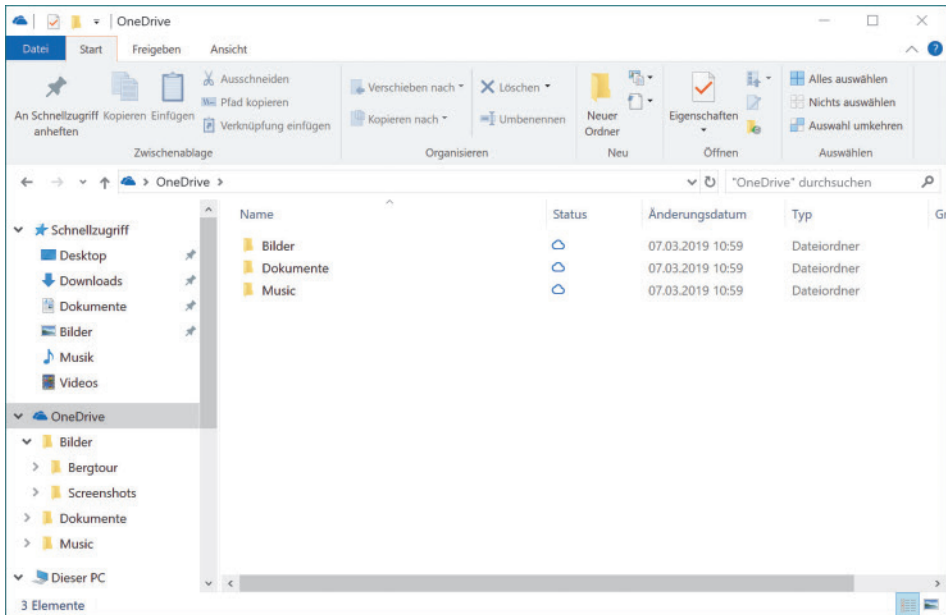 OneDrive
Datei Start Freigeben Ansicht
An Schnellzugriff anheften
Kopieren
Einfügen
Ausschneiden
Pfad kopieren
Verknüpfung einfügen
Zwischenablage
Verschieben nach
Kopieren nach
Löschen
Umbenennen
Organisieren
Neuer
Ordner
Neu
Eigenschaften
Öffnen
Alles auswählen
Nichts auswählen
Auswahl umkehren
Auswählen
OneDrive
"OneDrive" durchsuchen
Schnellzugriff
Desktop
Downloads
Dokumente
Bilder
Musik
Videos
OneDrive
Bilder
Bergtour
Screenshots
Dokumente
Music
Dieser PC
Name Status Änderungsdatum Typ
Bilder 07.03.2019 10:59 Dateiordner
Dokumente 07.03.2019 10:59 Dateiordner
Music 07.03.2019 10:59 Dateiordner
3 Elemente